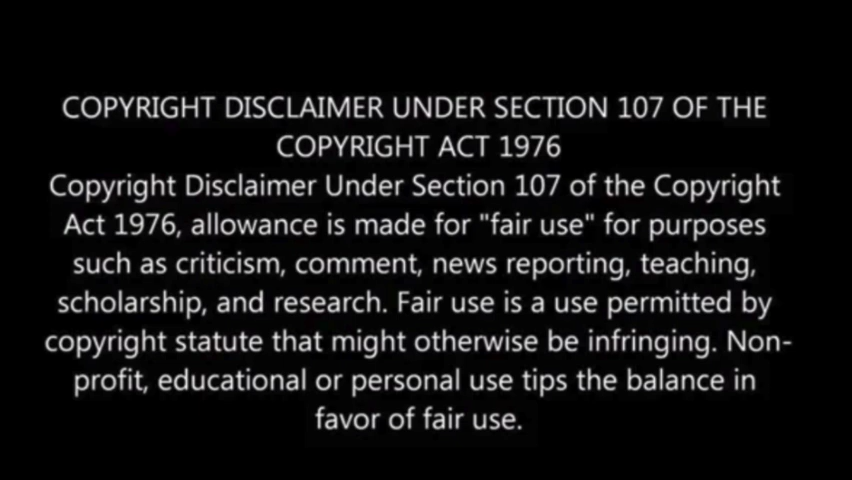 COPYRIGHT DISCLAIMER UNDER SECTION 107 OF THE
COPYRIGHT ACT 1976
Copyright Disclaimer Under Section 107 of the Copyright
Act 1976, allowance is made for "fair use" for purposes
such as criticism, comment, news reporting, teaching,
scholarship, and research. Fair use is a use permitted by
copyright statute that might otherwise be infringing. Non-
profit, educational or personal use tips the balance in
favor of fair use.